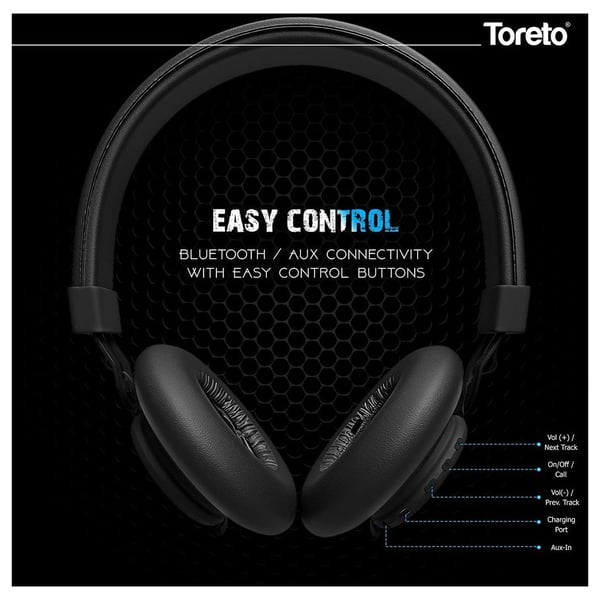 Toreto®
EASY CONTROL
BLUETOOTH / AUX CONNECTIVITY
WITH EASY CONTROL BUTTONS
Vol (+) /
Next Track
On/Off /
Call
Vol(-) /
Prev. Track
Charging
Port
Aux-In